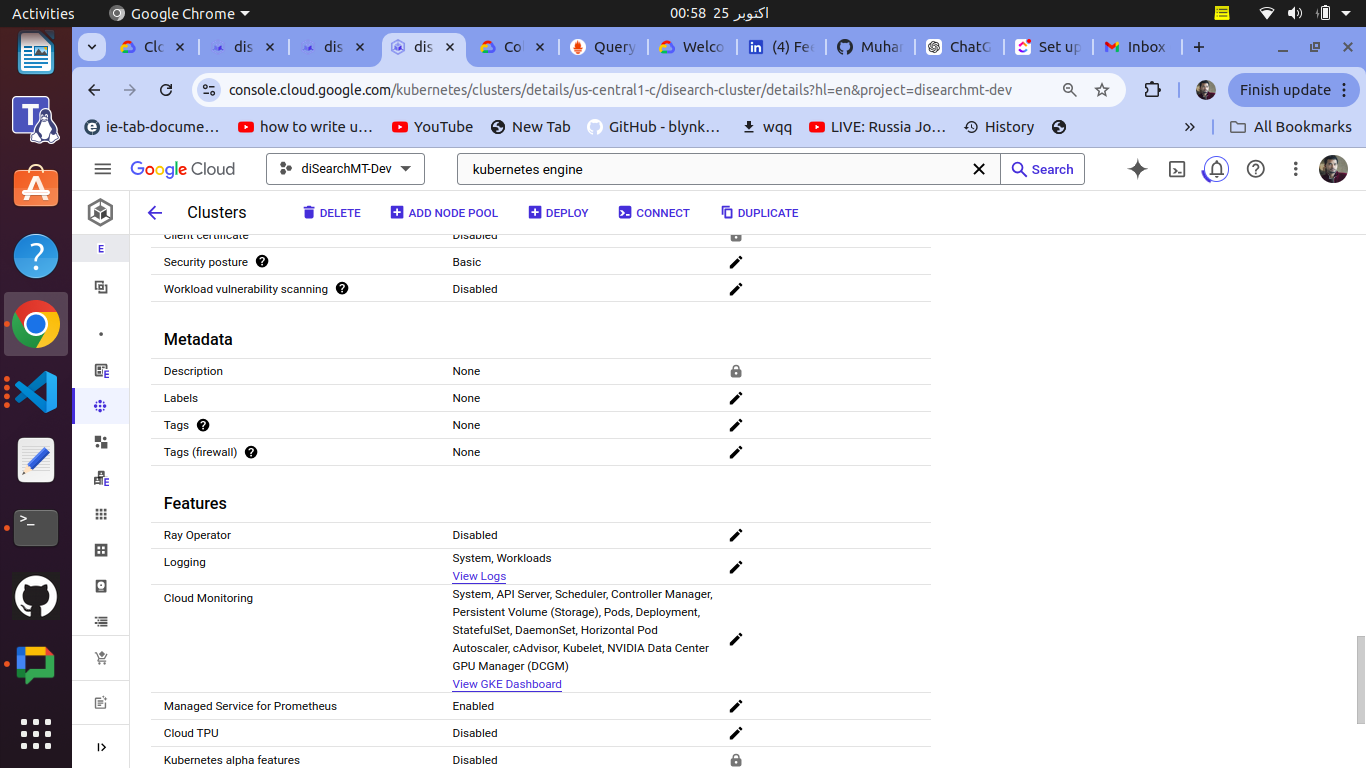 Activities
Google Chrome
اکتوبر 25  00:58
Clo
dis
dis
dis
Col
Query
Welco
(4) Fee
Muha
ChatG
Set up
Inbox
console.cloud.google.com/kubernetes/clusters/details/us-central1-c/disearch-cluster/details?hl=en&project=disearchmt-dev
Finish update
ie-tab-docume...
how to write u...
YouTube
New Tab
GitHub - blynk...
wqq
LIVE: Russia Jo...
History
All Bookmarks
Google Cloud
diSearchMT-Dev
kubernetes engine
Search
Clusters
DELETE
ADD NODE POOL
DEPLOY
CONNECT
DUPLICATE
E
Client certificate Disabled
Security posture Basic
Workload vulnerability scanning Disabled
Metadata
Description None
Labels None
Tags None
Tags (firewall) None
Features
Ray Operator Disabled
Logging System, Workloads
View Logs
Cloud Monitoring System, API Server, Scheduler, Controller Manager,
Persistent Volume (Storage), Pods, Deployment,
StatefulSet, DaemonSet, Horizontal Pod
Autoscaler, cAdvisor, Kubelet, NVIDIA Data Center
GPU Manager (DCGM)
View GKE Dashboard
Managed Service for Prometheus Enabled
Cloud TPU Disabled
Kubernetes alpha features Disabled